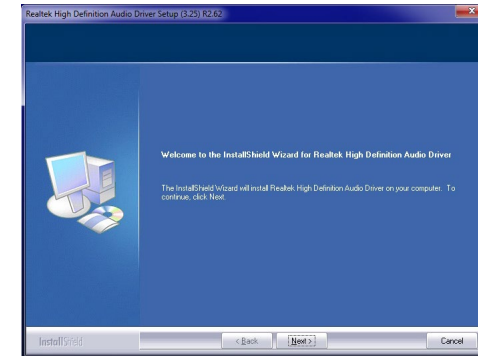 Realtek High Definition Audio Driver Setup (3.25) R2.62
Welcome to the InstallShield Wizard for Realtek High Definition Audio Driver
The InstallShield Wizard will install Realtek High Definition Audio Driver on your computer. To
continue, click Next.
InstallShield
< Back
Next >
Cancel